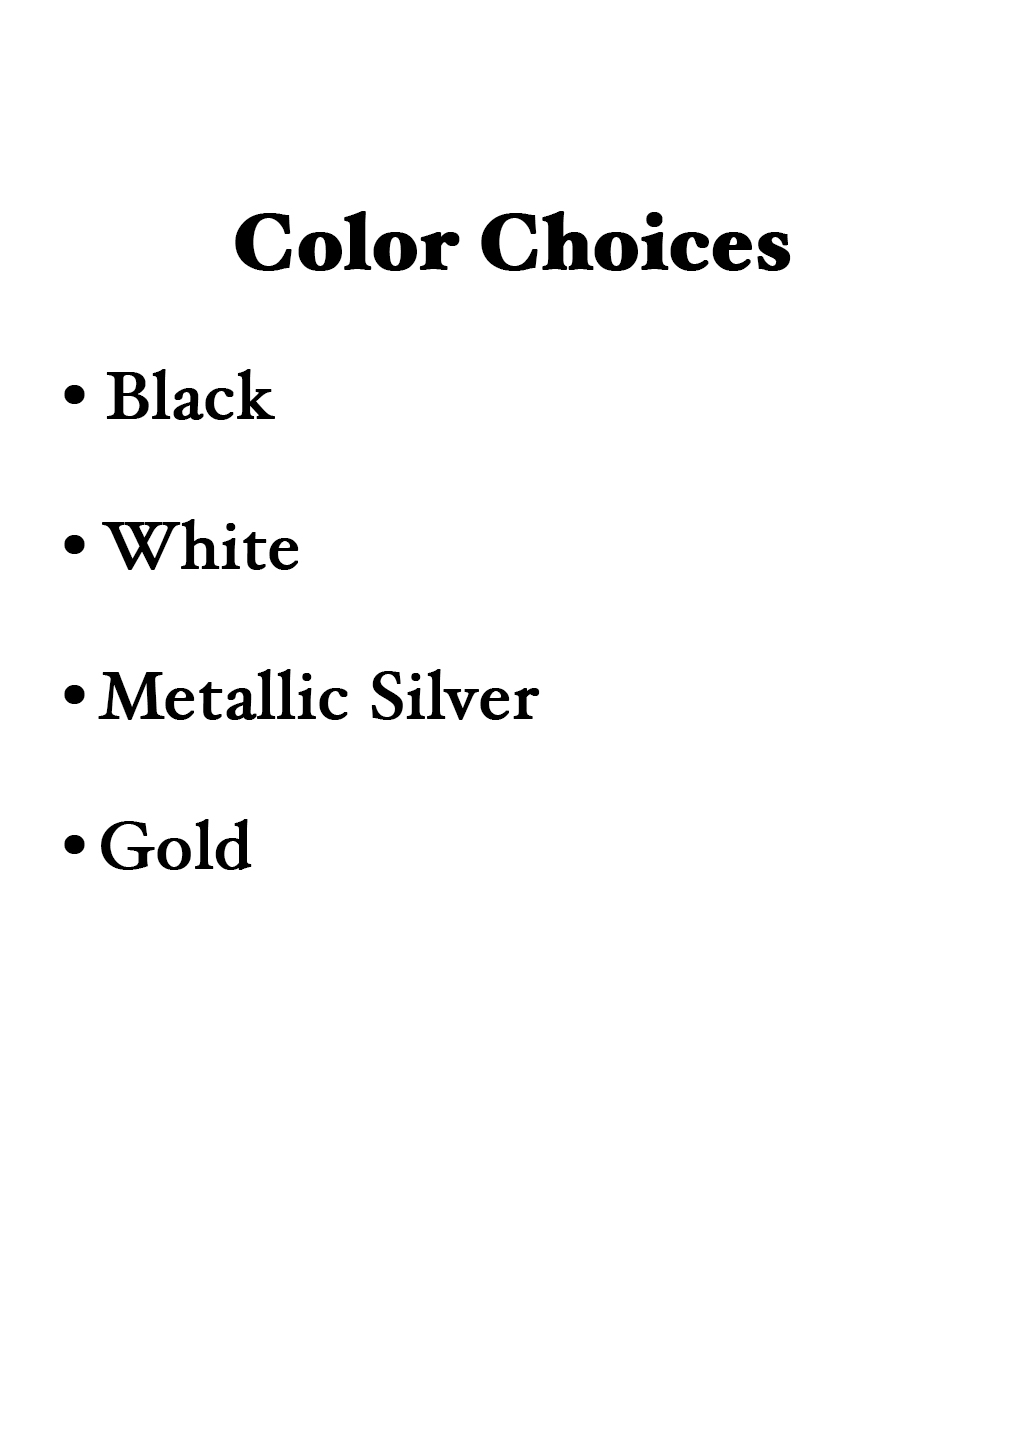 Color Choices
• Black
• White
• Metallic Silver
• Gold